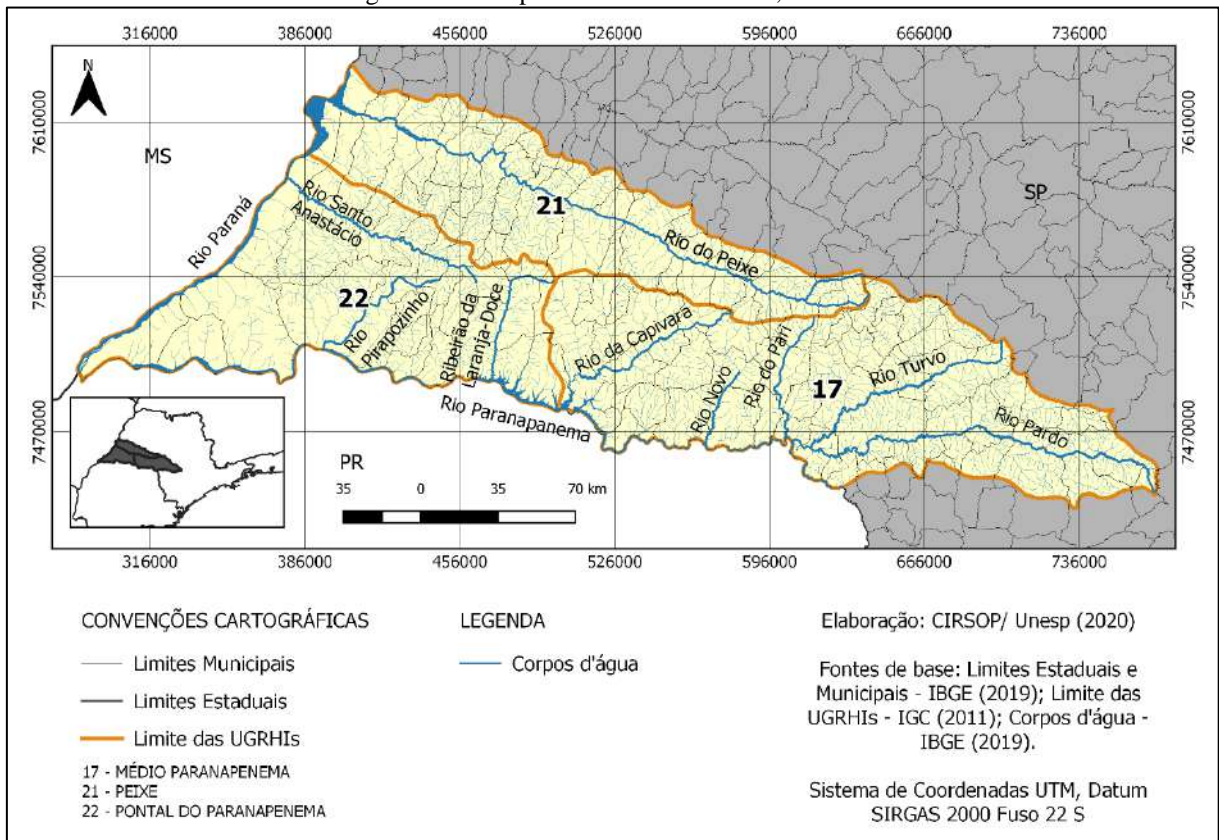 316000 386000 456000 526000 596000 666000 736000
N
7610000
7610000
MS
SP
Rio Paraná
Rio Santo
Anastácio
21
Rio do Peixe
7540000
7540000
22
Rio
Pirapozinho
Ribeirão da
Laranja-Doce
Rio da Capivara
Rio Novo
Rio do Pari
17
Rio Turvo
Rio Pardo
Rio Paranapanema
7470000
7470000
PR
35 0 35 70 km
316000 386000 456000 526000 596000 666000 736000
CONVENÇÕES CARTOGRÁFICAS
Limites Municipais
Limites Estaduais
Limite das UGRHIs
17 - MÉDIO PARANAPENEMA
21 - PEIXE
22 - PONTAL DO PARANAPENEMA
LEGENDA
Corpos d'água
Elaboração: CIRSOP/ Unesp (2020)
Fontes de base: Limites Estaduais e
Municipais - IBGE (2019); Limite das
UGRHIs - IGC (2011); Corpos d'água -
IBGE (2019).
Sistema de Coordenadas UTM, Datum
SIRGAS 2000 Fuso 22 S